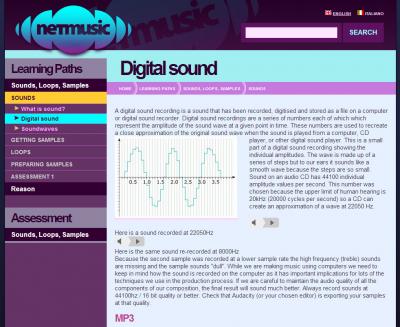 netmusic
ENGLISH
ITALIANO
SEARCH
Learning Paths
Sounds, Loops, Samples
SOUNDS
What is sound?
Digital sound
Soundwaves
GETTING SAMPLES
LOOPS
PREPARING SAMPLES
ASSESSMENT 1
Reason
Assessment
Sounds, Loops, Samples
Digital sound
HOME
LEARNING PATHS
SOUNDS, LOOPS, SAMPLES
SOUNDS
A digital sound recording is a sound that has been recorded, digitised and stored as a file on a computer
or digital sound recorder. Digital sound recordings are a series of numbers each of which which
represent the amplitude of the sound wave at a given point in time. These numbers are used to recreate
a close approximation of the original sound wave when the sound is played from a computer, CD
player, or other digital sound player. This is a small
part of a digital sound recording showing the
individual amplitudes. The wave is made up of a
series of steps but to our ears it sounds like a
smooth wave because the steps are so small.
Sound on an audio CD has 44100 individual
amplitude values per second. This number was
chosen because the upper limit of human hearing is
20kHz (20000 cycles per second) so a CD can
create an approximation of a wave at 22050 Hz.
0.5 1.0 1.5 2.0 2.5 3.0 3.5
Here is a sound recorded at 22050Hz
Here is the same sound re-recorded at 8000Hz
Because the second sample was recorded at a lower sample rate the high frequency (treble) sounds
are missing and the sample sounds "dull". While we are making music using computers we need to
keep in mind how the sound is recorded on the computer as it has important implications for lots of the
techniques we use in the production process. If we are careful to maintain the audio quality of all the
components of our composition, the final result will sound much better. Always record sounds at
44100hz / 16 bit quality or better. Check that Audacity (or your chosen editor) is exporting your samples
at that quality.
MP3